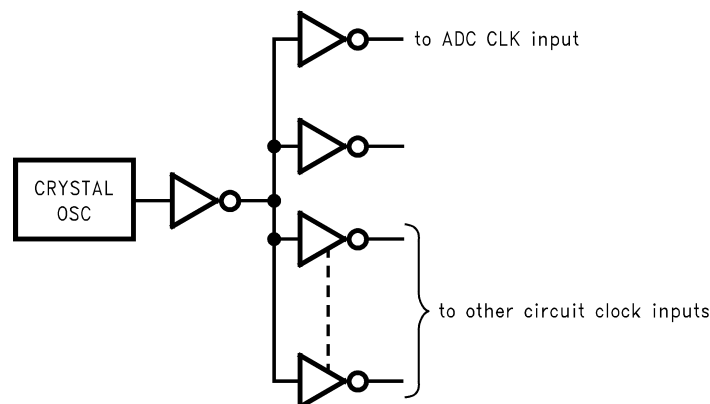 to ADC CLK input
CRYSTAL
OSC
to other circuit clock inputs